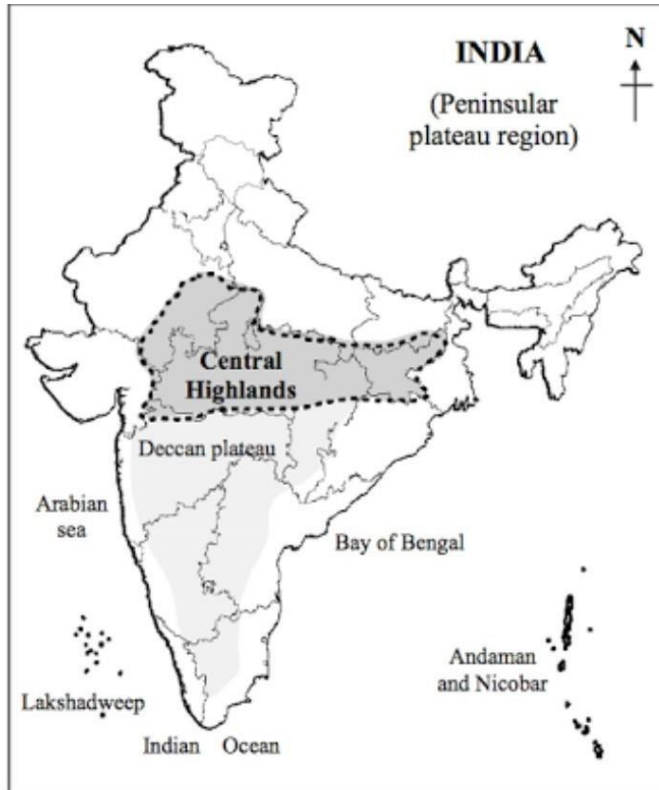 INDIA
N
(Peninsular
plateau region)
Central
Highlands
Deccan plateau
Arabian
sea
Bay of Bengal
Andaman
and Nicobar
Lakshadweep
Indian Ocean